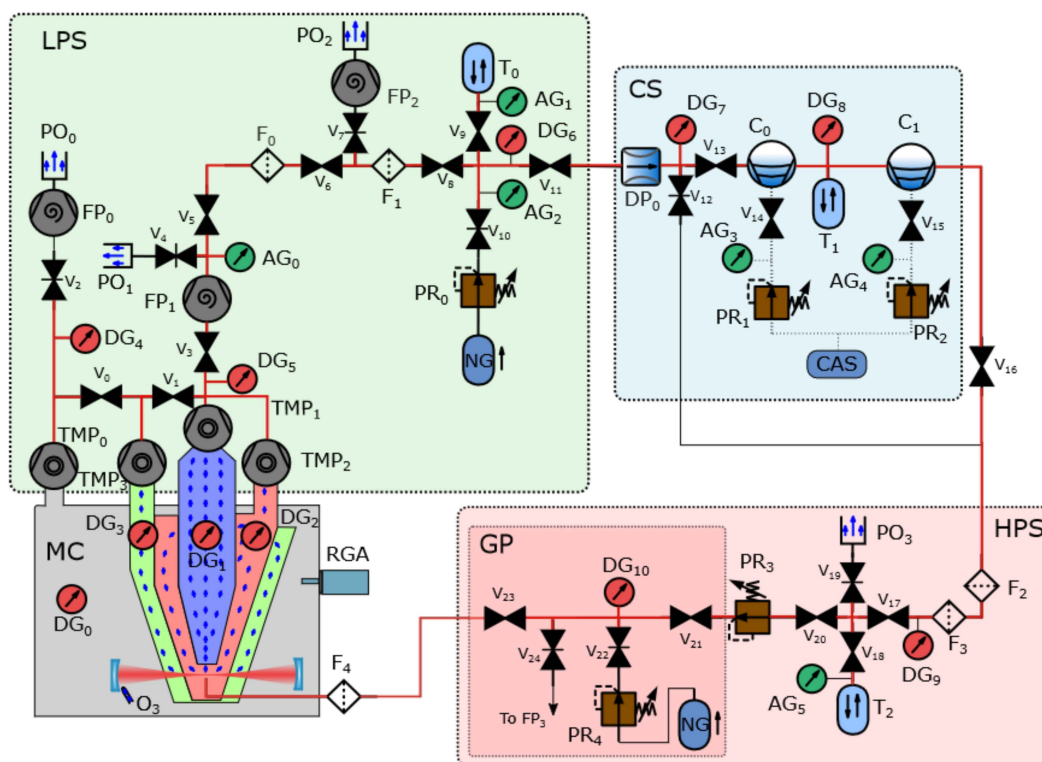 LPS
PO₂
FP₂
T₀
AG₁
DG₆
V₇
V₉
F₀
V₆
F₁
V₈
V₁₁
AG₂
V₁₀
PR₀
NG
PO₀
FP₀
V₂
V₅
V₄
PO₁
AG₀
FP₁
V₃
DG₄
DG₅
V₀
V₁
TMP₁
TMP₀
TMP₃
TMP₂
CS
DG₇
DG₈
C₀
C₁
V₁₃
DP₀
V₁₂
V₁₄
V₁₅
T₁
AG₃
AG₄
PR₁
PR₂
CAS
V₁₆
MC
DG₃
DG₁
DG₂
RGA
DG₀
O₃
F₄
GP
HPS
PO₃
DG₁₀
PR₃
V₁₉
V₁₇
F₂
V₂₃
V₂₄
V₂₂
V₂₁
V₂₀
V₁₈
F₃
DG₉
AG₅
T₂
To FP₃
PR₄
NG